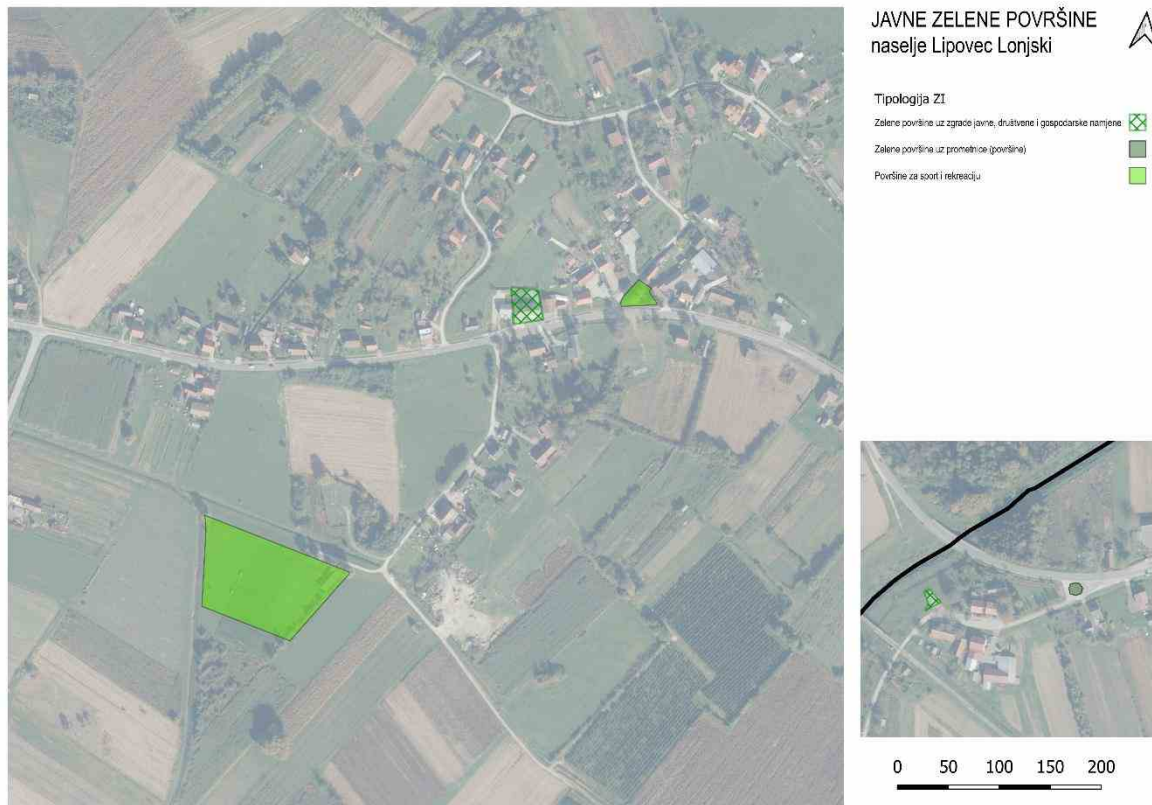 JAVNE ZELENE POVRŠINE
naselje Lipovec Lonjski
Tipologija ZI
Zelene površine uz zgrade javne, društvene i gospodarske namjene
Zelene površine uz prometnice (površine)
Površine za sport i rekreaciju
0 50 100 150 200